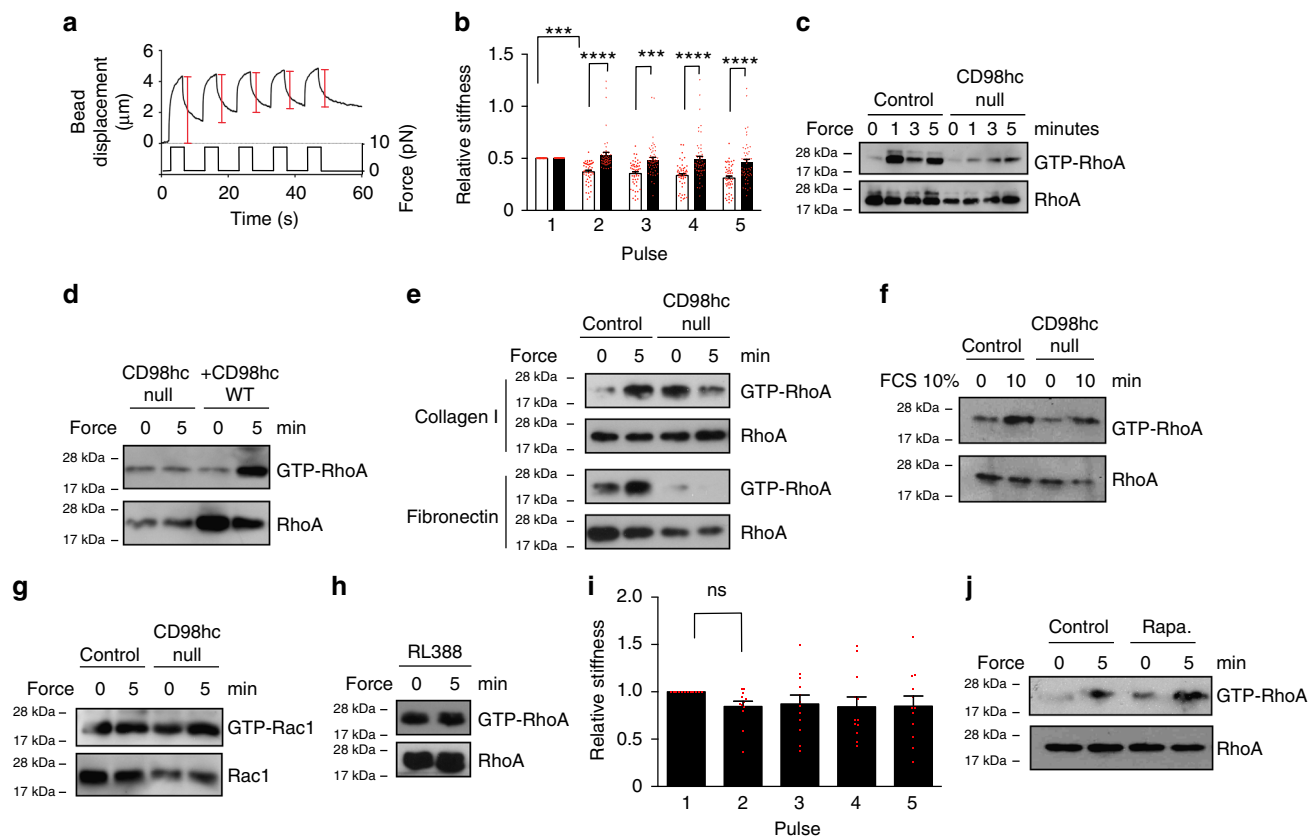 a
Bead displacement (μm)
6
4
2
0
10
0
Force (pN)
0 20 40 60
Time (s)
b
Relative stiffness
1.5
1.0
0.5
0
*** **** *** **** ****
1 2 3 4 5
Pulse
c
CD98hc
Control null
Force 0 1 3 5 0 1 3 5 minutes
28 kDa
17 kDa
GTP-RhoA
28 kDa
17 kDa
RhoA
d
CD98hc +CD98hc
null WT
Force 0 5 0 5 min
28 kDa
17 kDa
GTP-RhoA
28 kDa
17 kDa
RhoA
e
CD98hc
Control null
Force 0 5 0 5 min
Collagen I
28 kDa
17 kDa
GTP-RhoA
28 kDa
17 kDa
RhoA
Fibronectin
28 kDa
17 kDa
GTP-RhoA
28 kDa
17 kDa
RhoA
f
CD98hc
Control null
FCS 10% 0 10 0 10 min
28 kDa
17 kDa
GTP-RhoA
28 kDa
17 kDa
RhoA
g
CD98hc
Control null
Force 0 5 0 5 min
28 kDa
17 kDa
GTP-Rac1
28 kDa
17 kDa
Rac1
h
RL388
Force 0 5 min
28 kDa
17 kDa
GTP-RhoA
28 kDa
17 kDa
RhoA
i
Relative stiffness
2.0
1.5
1.0
0.5
0
ns
1 2 3 4 5
Pulse
j
Control Rapa.
Force 0 5 0 5 min
28 kDa
17 kDa
GTP-RhoA
28 kDa
17 kDa
RhoA